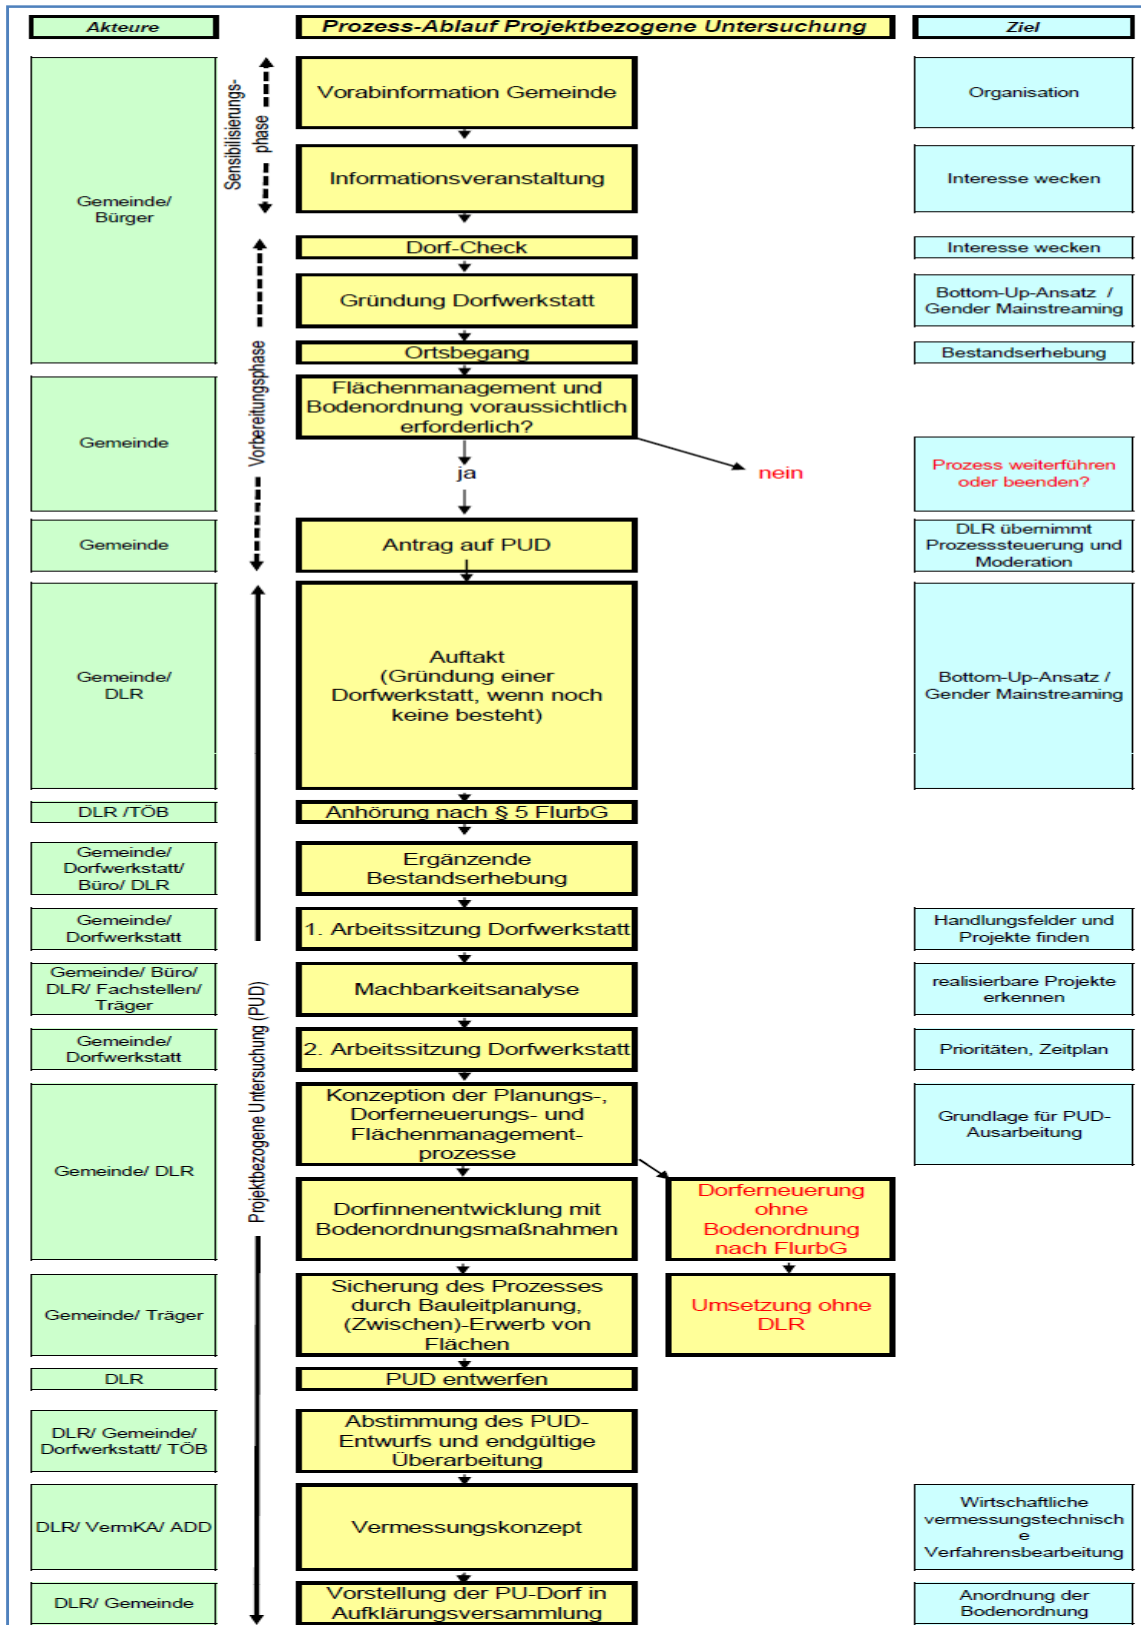 Akteure
Prozess-Ablauf Projektbezogene Untersuchung
Ziel
Gemeinde/
Bürger
Sensibilisierungs-
phase
Vorabinformation Gemeinde
Organisation
Informationsveranstaltung
Interesse wecken
Vorbereitungsphase
Dorf-Check
Interesse wecken
Gründung Dorfwerkstatt
Bottom-Up-Ansatz /
Gender Mainstreaming
Ortsbegang
Bestandserhebung
Gemeinde
Flächenmanagement und
Bodenordnung voraussichtlich
erforderlich?
ja
nein
Prozess weiterführen
oder beenden?
Gemeinde
Antrag auf PUD
DLR übernimmt
Prozesssteuerung und
Moderation
Projektbezogene Untersuchung (PUD)
Gemeinde/
DLR
Auftakt
(Gründung einer
Dorfwerkstatt, wenn noch
keine besteht)
Bottom-Up-Ansatz /
Gender Mainstreaming
DLR /TÖB
Anhörung nach § 5 FlurbG
Gemeinde/
Dorfwerkstatt/
Büro/ DLR
Ergänzende
Bestandserhebung
Gemeinde/
Dorfwerkstatt
1. Arbeitssitzung Dorfwerkstatt
Handlungsfelder und
Projekte finden
Gemeinde/ Büro/
DLR/ Fachstellen/
Träger
Machbarkeitsanalyse
realisierbare Projekte
erkennen
Gemeinde/
Dorfwerkstatt
2. Arbeitssitzung Dorfwerkstatt
Prioritäten, Zeitplan
Gemeinde/ DLR
Konzeption der Planungs-,
Dorferneuerungs- und
Flächenmanagement-
prozesse
Grundlage für PUD-
Ausarbeitung
Dorfinnenentwicklung mit
Bodenordnungsmaßnahmen
Dorferneuerung
ohne
Bodenordnung
nach FlurbG
Gemeinde/ Träger
Sicherung des Prozesses
durch Bauleitplanung,
(Zwischen)-Erwerb von
Flächen
Umsetzung ohne
DLR
DLR
PUD entwerfen
DLR/ Gemeinde/
Dorfwerkstatt/ TÖB
Abstimmung des PUD-
Entwurfs und endgültige
Überarbeitung
DLR/ VermKA/ ADD
Vermessungskonzept
Wirtschaftliche
vermessungstechnisch
e
Verfahrensbearbeitung
DLR/ Gemeinde
Vorstellung der PU-Dorf in
Aufklärungsversammlung
Anordnung der
Bodenordnung